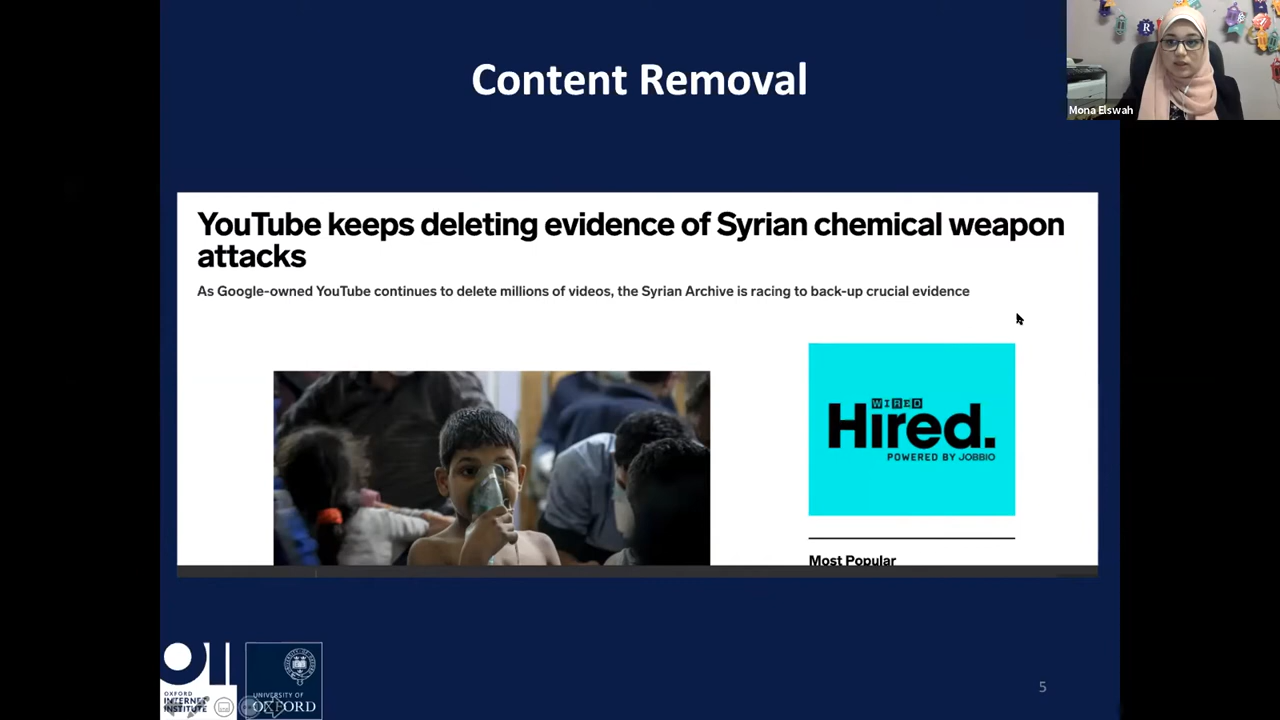 Content Removal
Mona Elswah
YouTube keeps deleting evidence of Syrian chemical weapon
attacks
As Google-owned YouTube continues to delete millions of videos, the Syrian Archive is racing to back-up crucial evidence
WIRED
Hired.
POWERED BY JOBBIO
Most Popular
OII
OXFORD
INTERNET
INSTITUTE
UNIVERSITY OF
OXFORD
5